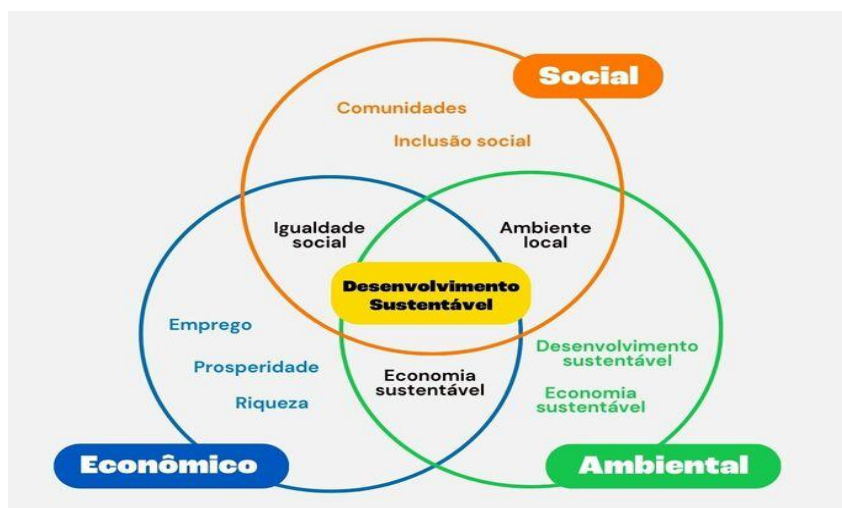 Social
Comunidades
Inclusão social
Igualdade
social
Ambiente
local
Desenvolvimento
Sustentável
Emprego
Prosperidade
Riqueza
Economia
sustentável
Desenvolvimento
sustentável
Economia
sustentável
Econômico
Ambiental